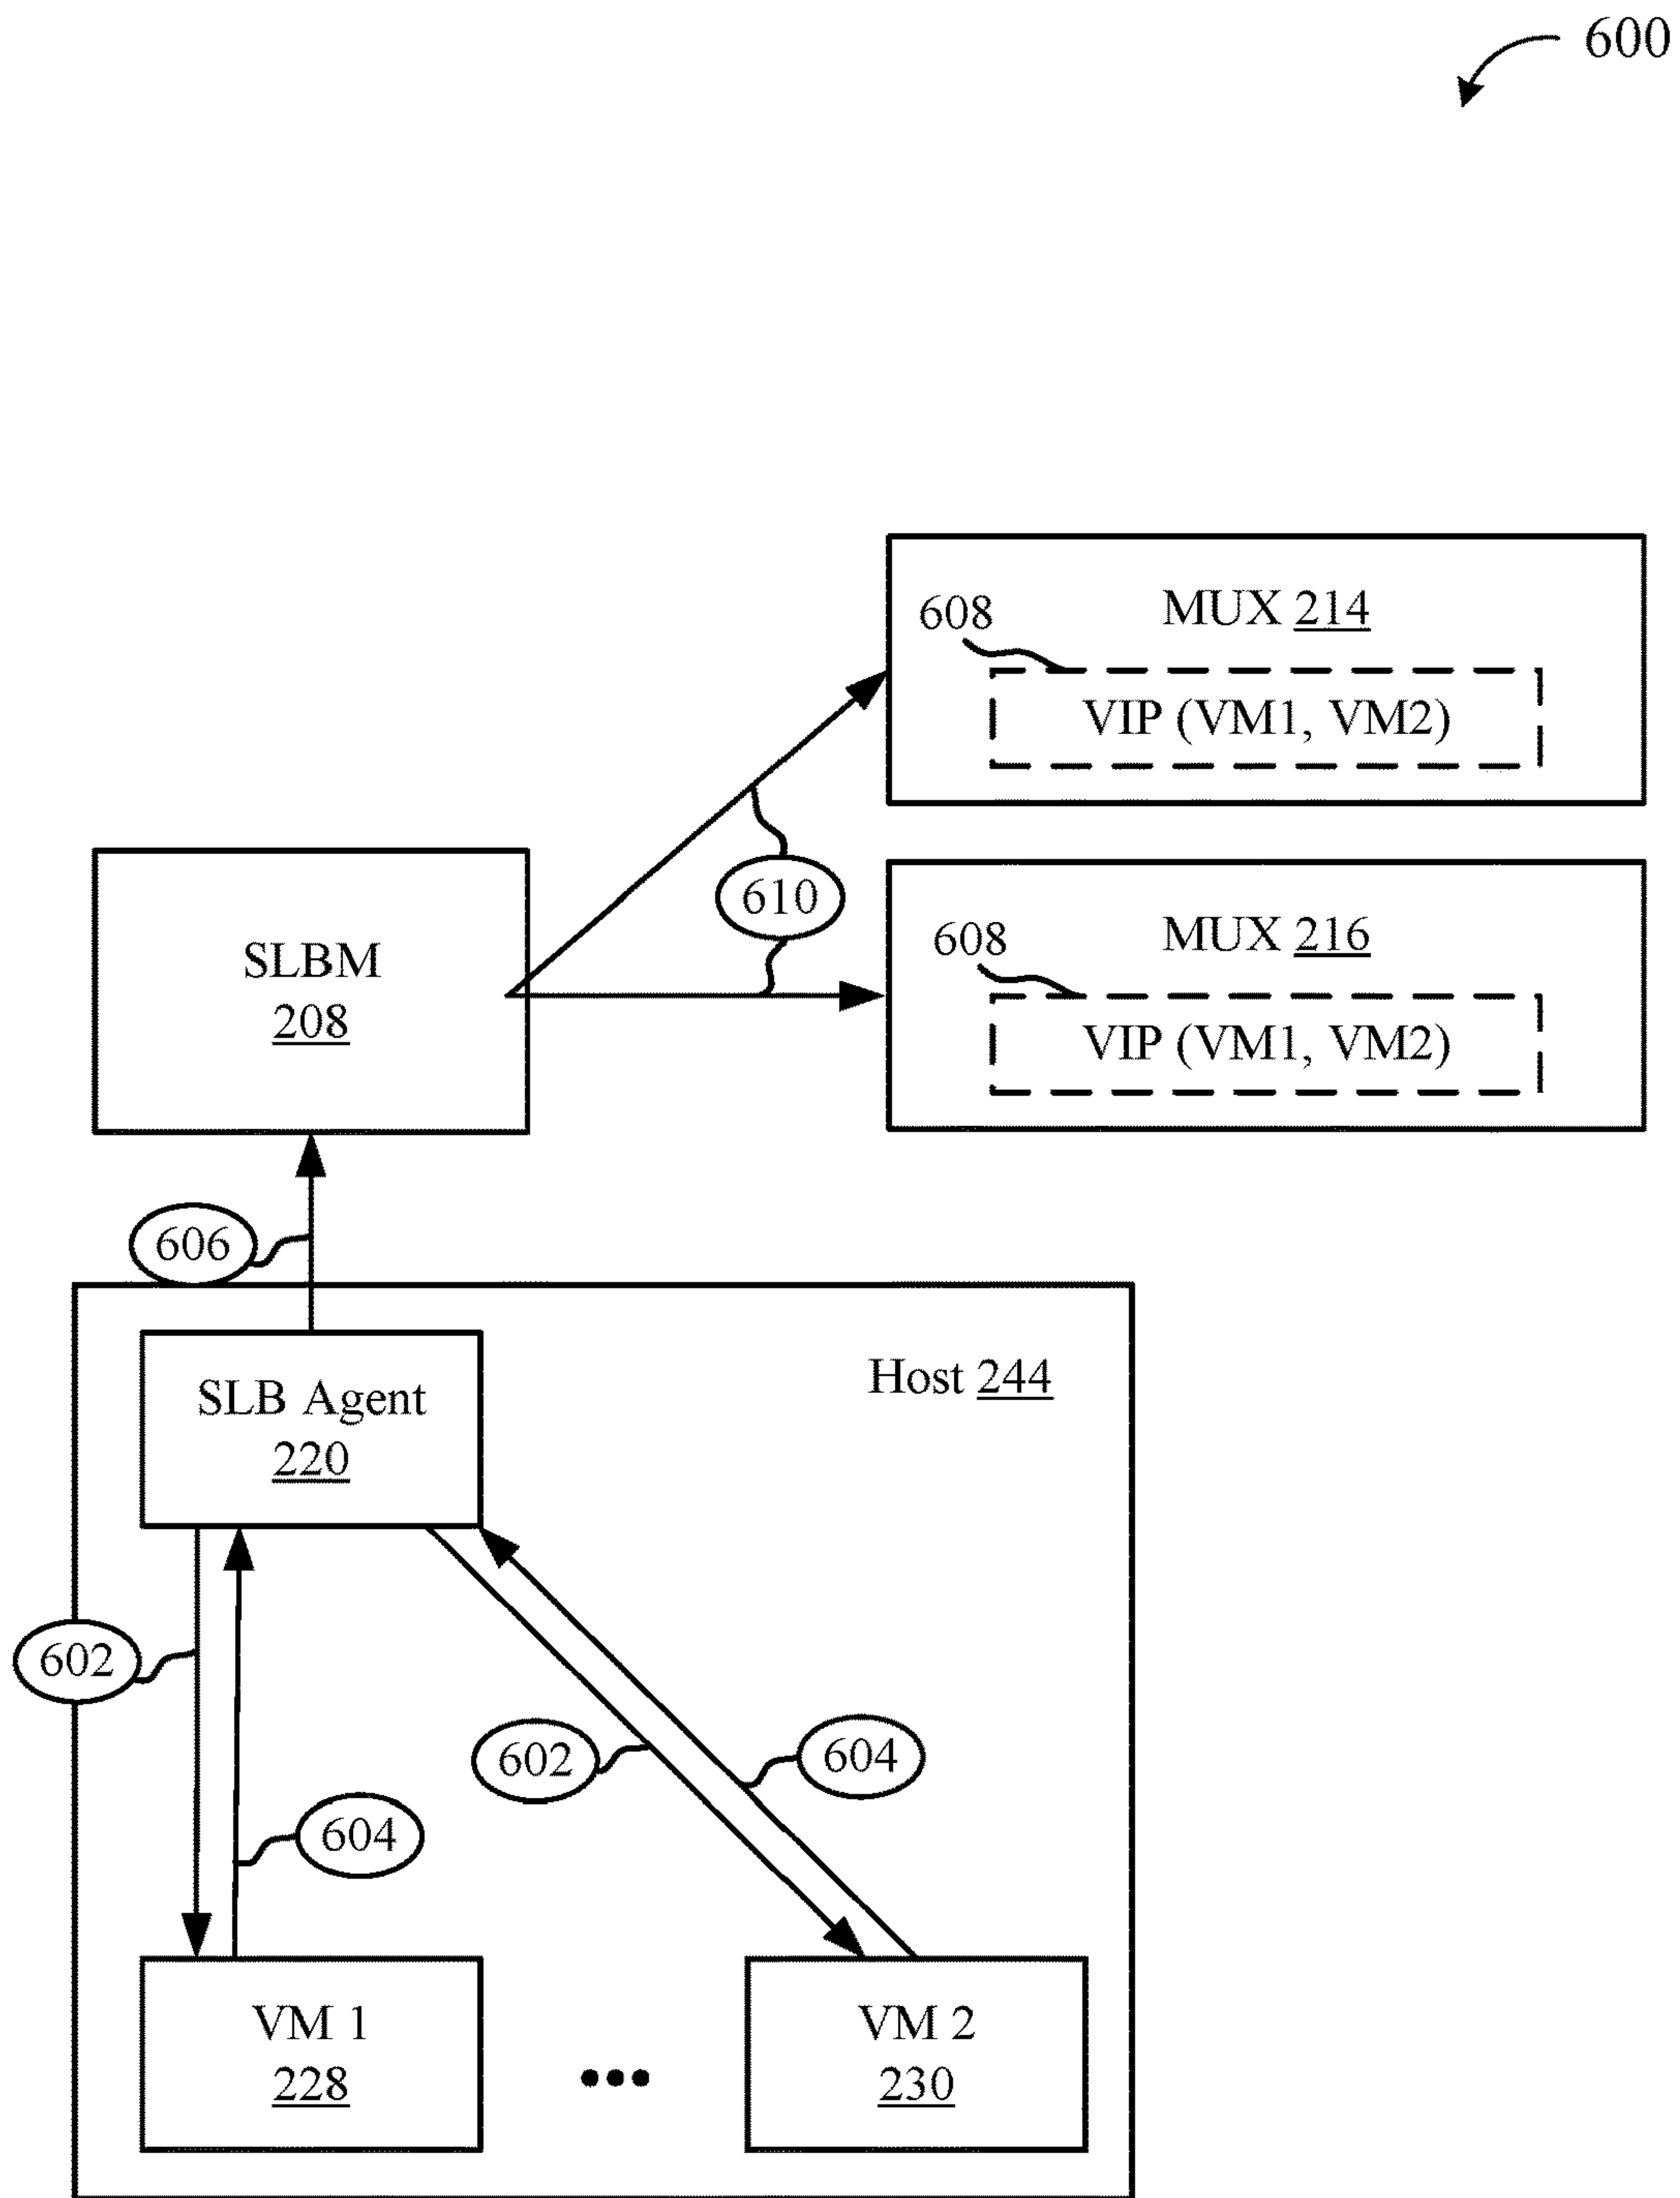 600
MUX 214
608
VIP (VM1, VM2)
610
MUX 216
608
VIP (VM1, VM2)
SLBM
208
606
Host 244
SLB Agent
220
602
602
604
604
VM 1
228
VM 2
230